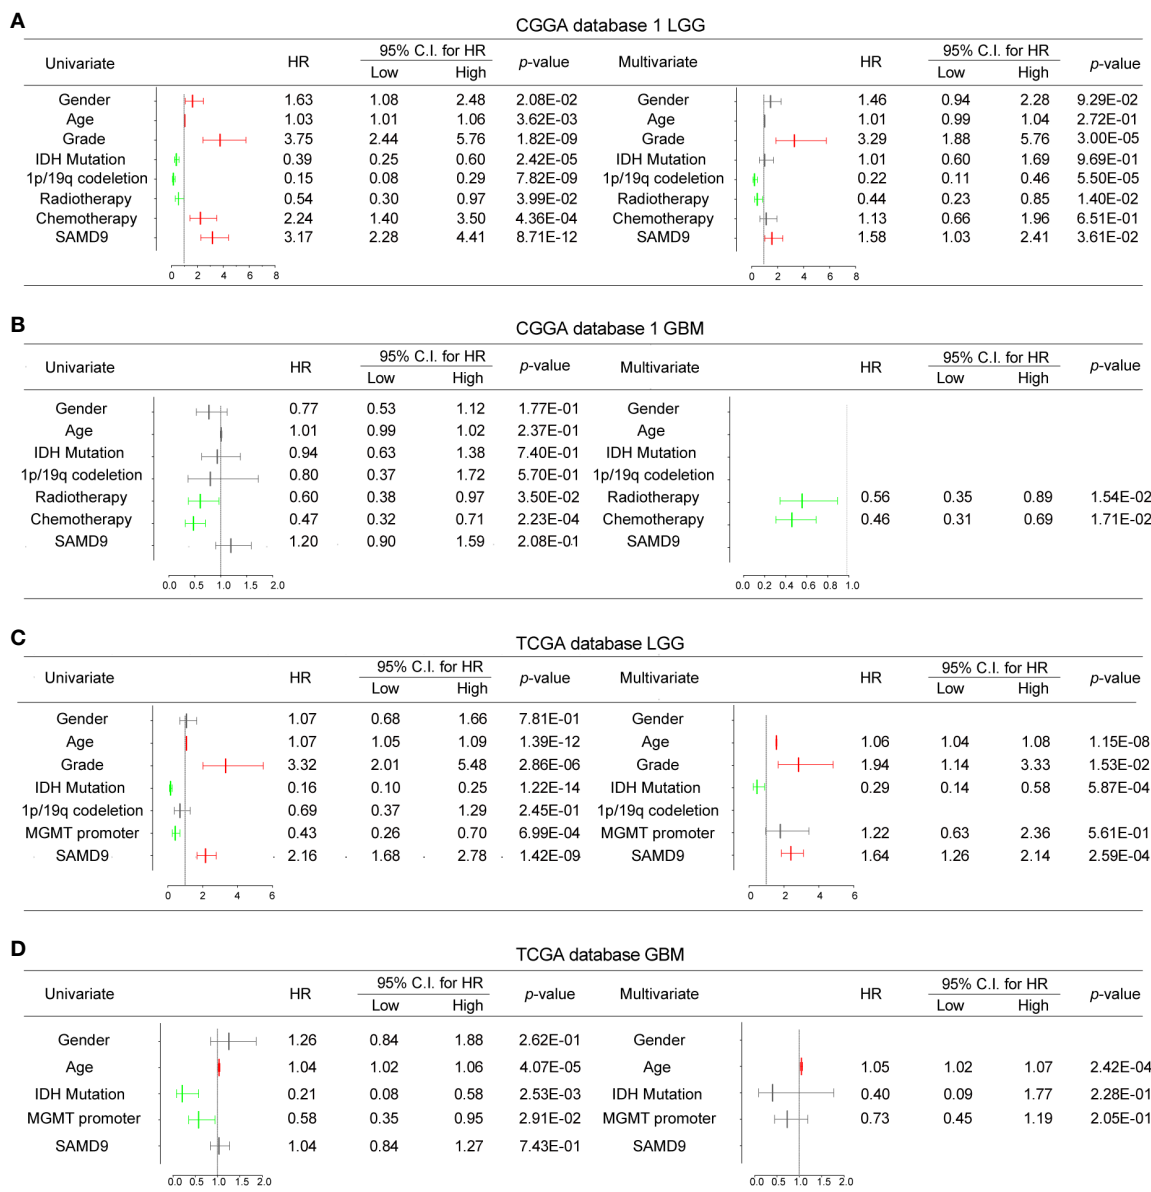 A
CGGA database 1 LGG
Univariate HR 95% C.I. for HR p-value Multivariate HR 95% C.I. for HR p-value
Low High Low High
Gender 1.63 1.08 2.48 2.08E-02 Gender 1.46 0.94 2.28 9.29E-02
Age 1.03 1.01 1.06 3.62E-03 Age 1.01 0.99 1.04 2.72E-01
Grade 3.75 2.44 5.76 1.82E-09 Grade 3.29 1.88 5.76 3.00E-05
IDH Mutation 0.39 0.25 0.60 2.42E-05 IDH Mutation 1.01 0.60 1.69 9.69E-01
1p/19q codeletion 0.15 0.08 0.29 7.82E-09 1p/19q codeletion 0.22 0.11 0.46 5.50E-05
Radiotherapy 0.54 0.30 0.97 3.99E-02 Radiotherapy 0.44 0.23 0.85 1.40E-02
Chemotherapy 2.24 1.40 3.50 4.36E-04 Chemotherapy 1.13 0.66 1.96 6.51E-01
SAMD9 3.17 2.28 4.41 8.71E-12 SAMD9 1.58 1.03 2.41 3.61E-02
0 2 4 6 8 0 2 4 6 8
B
CGGA database 1 GBM
Univariate HR 95% C.I. for HR p-value Multivariate HR 95% C.I. for HR p-value
Low High Low High
Gender 0.77 0.53 1.12 1.77E-01 Gender
Age 1.01 0.99 1.02 2.37E-01 Age
IDH Mutation 0.94 0.63 1.38 7.40E-01 IDH Mutation
1p/19q codeletion 0.80 0.37 1.72 5.70E-01 1p/19q codeletion
Radiotherapy 0.60 0.38 0.97 3.50E-02 Radiotherapy 0.56 0.35 0.89 1.54E-02
Chemotherapy 0.47 0.32 0.71 2.23E-04 Chemotherapy 0.46 0.31 0.69 1.71E-02
SAMD9 1.20 0.90 1.59 2.08E-01 SAMD9
0.0 0.5 1.0 1.5 2.0 0.0 0.2 0.4 0.6 0.8 1.0
C
TCGA database LGG
Univariate HR 95% C.I. for HR p-value Multivariate HR 95% C.I. for HR p-value
Low High Low High
Gender 1.07 0.68 1.66 7.81E-01 Gender
Age 1.07 1.05 1.09 1.39E-12 Age 1.06 1.04 1.08 1.15E-08
Grade 3.32 2.01 5.48 2.86E-06 Grade 1.94 1.14 3.33 1.53E-02
IDH Mutation 0.16 0.10 0.25 1.22E-14 IDH Mutation 0.29 0.14 0.58 5.87E-04
1p/19q codeletion 0.69 0.37 1.29 2.45E-01 1p/19q codeletion
MGMT promoter 0.43 0.26 0.70 6.99E-04 MGMT promoter 1.22 0.63 2.36 5.61E-01
SAMD9 2.16 1.68 2.78 1.42E-09 SAMD9 1.64 1.26 2.14 2.59E-04
0 2 4 6 0 2 4 6
D
TCGA database GBM
Univariate HR 95% C.I. for HR p-value Multivariate HR 95% C.I. for HR p-value
Low High Low High
Gender 1.26 0.84 1.88 2.62E-01 Gender
Age 1.04 1.02 1.06 4.07E-05 Age 1.05 1.02 1.07 2.42E-04
IDH Mutation 0.21 0.08 0.58 2.53E-03 IDH Mutation 0.40 0.09 1.77 2.28E-01
MGMT promoter 0.58 0.35 0.95 2.91E-02 MGMT promoter 0.73 0.45 1.19 2.05E-01
SAMD9 1.04 0.84 1.27 7.43E-01 SAMD9
0.0 0.5 1.0 1.5 2.0 0.0 0.5 1.0 1.5 2.0